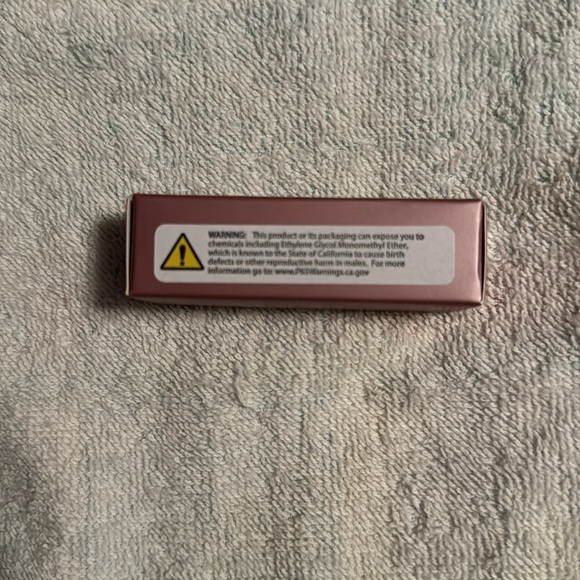 WARNING: This product or its packaging can expose you to
chemicals including Ethylene Glycol Monomethyl Ether,
which is known to the State of California to cause birth
defects or other reproductive harm in males. For more
information go to: www.P65Warnings.ca.gov